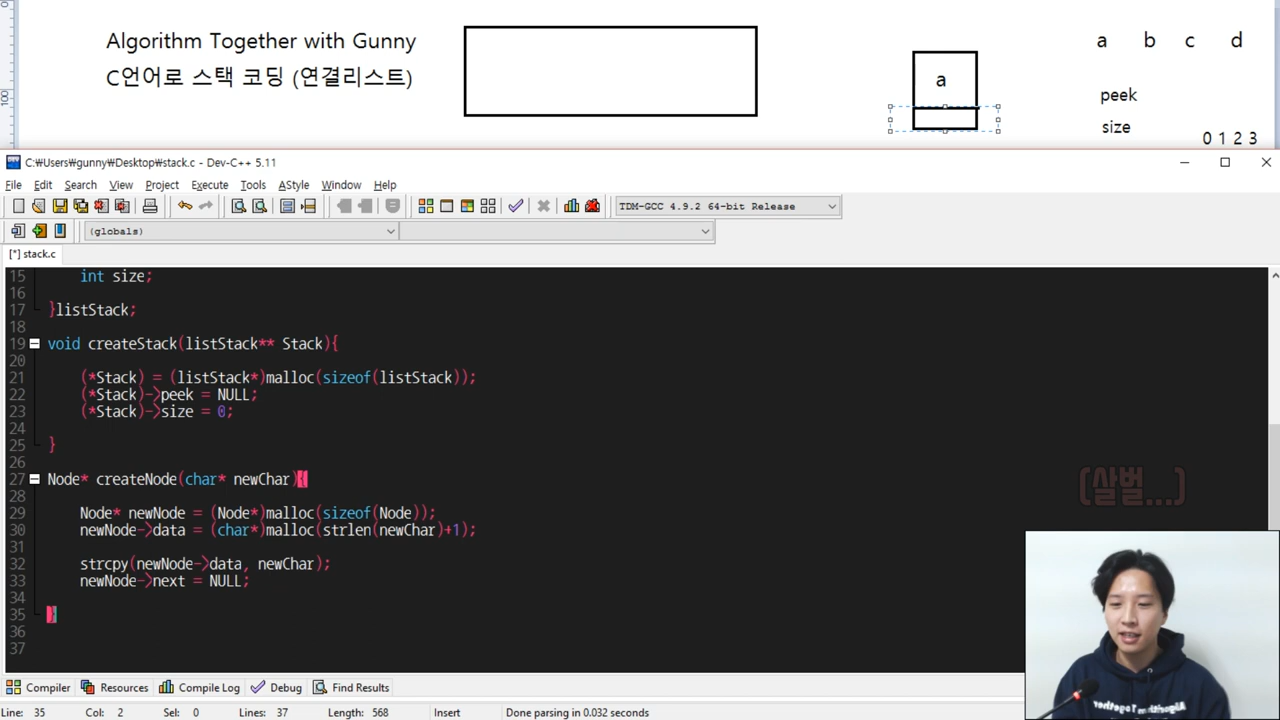 0
100
Algorithm Together with Gunny
C언어로 스택 코딩 (연결리스트)
a
a b c d
peek
size
0 1 2 3
C:₩Users₩gunny₩Desktop₩stack.c - Dev-C++ 5.11
File Edit Search View Project Execute Tools AStyle Window Help
TDM-GCC 4.9.2 64-bit Release
(globals)
[*] stack.c
15 int size;
16
17 }listStack;
18
19 void createStack(listStack** Stack){
20
21 (*Stack) = (listStack*)malloc(sizeof(listStack));
22 (*Stack)->peek = NULL;
23 (*Stack)->size = 0;
24
25 }
26
27 Node* createNode(char* newChar){
28
29 Node* newNode = (Node*)malloc(sizeof(Node));
30 newNode->data = (char*)malloc(strlen(newChar)+1);
31
32 strcpy(newNode->data, newChar);
33 newNode->next = NULL;
34
35 }
36
37
(살벌...)
Compiler Resources Compile Log Debug Find Results
Line: 35 Col: 2 Sel: 0 Lines: 37 Length: 568 Insert Done parsing in 0.032 seconds